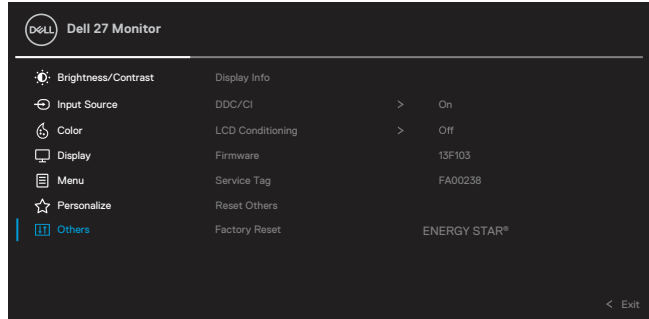 DELL Dell 27 Monitor
Brightness/Contrast Display Info
Input Source DDC/CI > On
Color LCD Conditioning > Off
Display Firmware 13F103
Menu Service Tag FA00238
Personalize Reset Others
Others Factory Reset ENERGY STAR®
< Exit